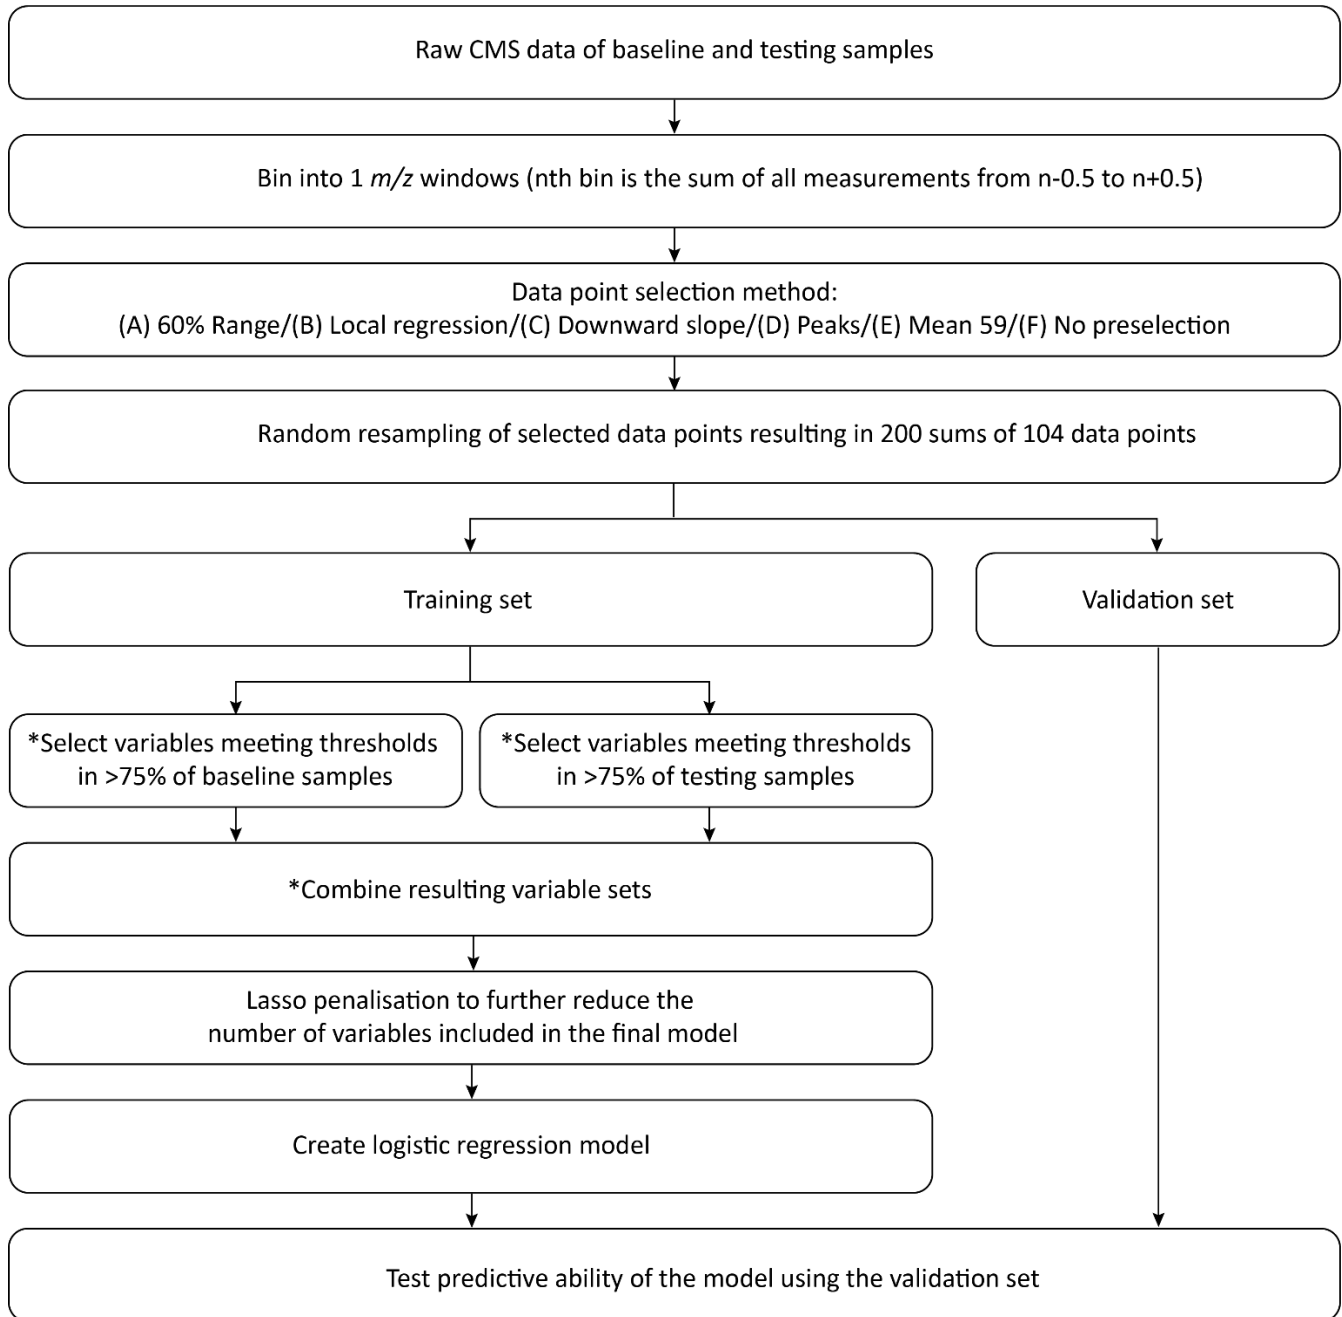 Raw CMS data of baseline and testing samples
Bin into 1 m/z windows (nth bin is the sum of all measurements from n-0.5 to n+0.5)
Data point selection method:
(A) 60% Range/(B) Local regression/(C) Downward slope/(D) Peaks/(E) Mean 59/(F) No preselection
Random resampling of selected data points resulting in 200 sums of 104 data points
Training set
Validation set
*Select variables meeting thresholds
in >75% of baseline samples
*Select variables meeting thresholds
in >75% of testing samples
*Combine resulting variable sets
Lasso penalisation to further reduce the
number of variables included in the final model
Create logistic regression model
Test predictive ability of the model using the validation set